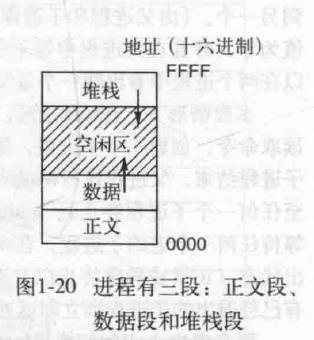 地址（十六进制）
FFFF
堆栈
空闲区
数据
正文
0000
图1-20 进程有三段：正文段、
数据段和堆栈段